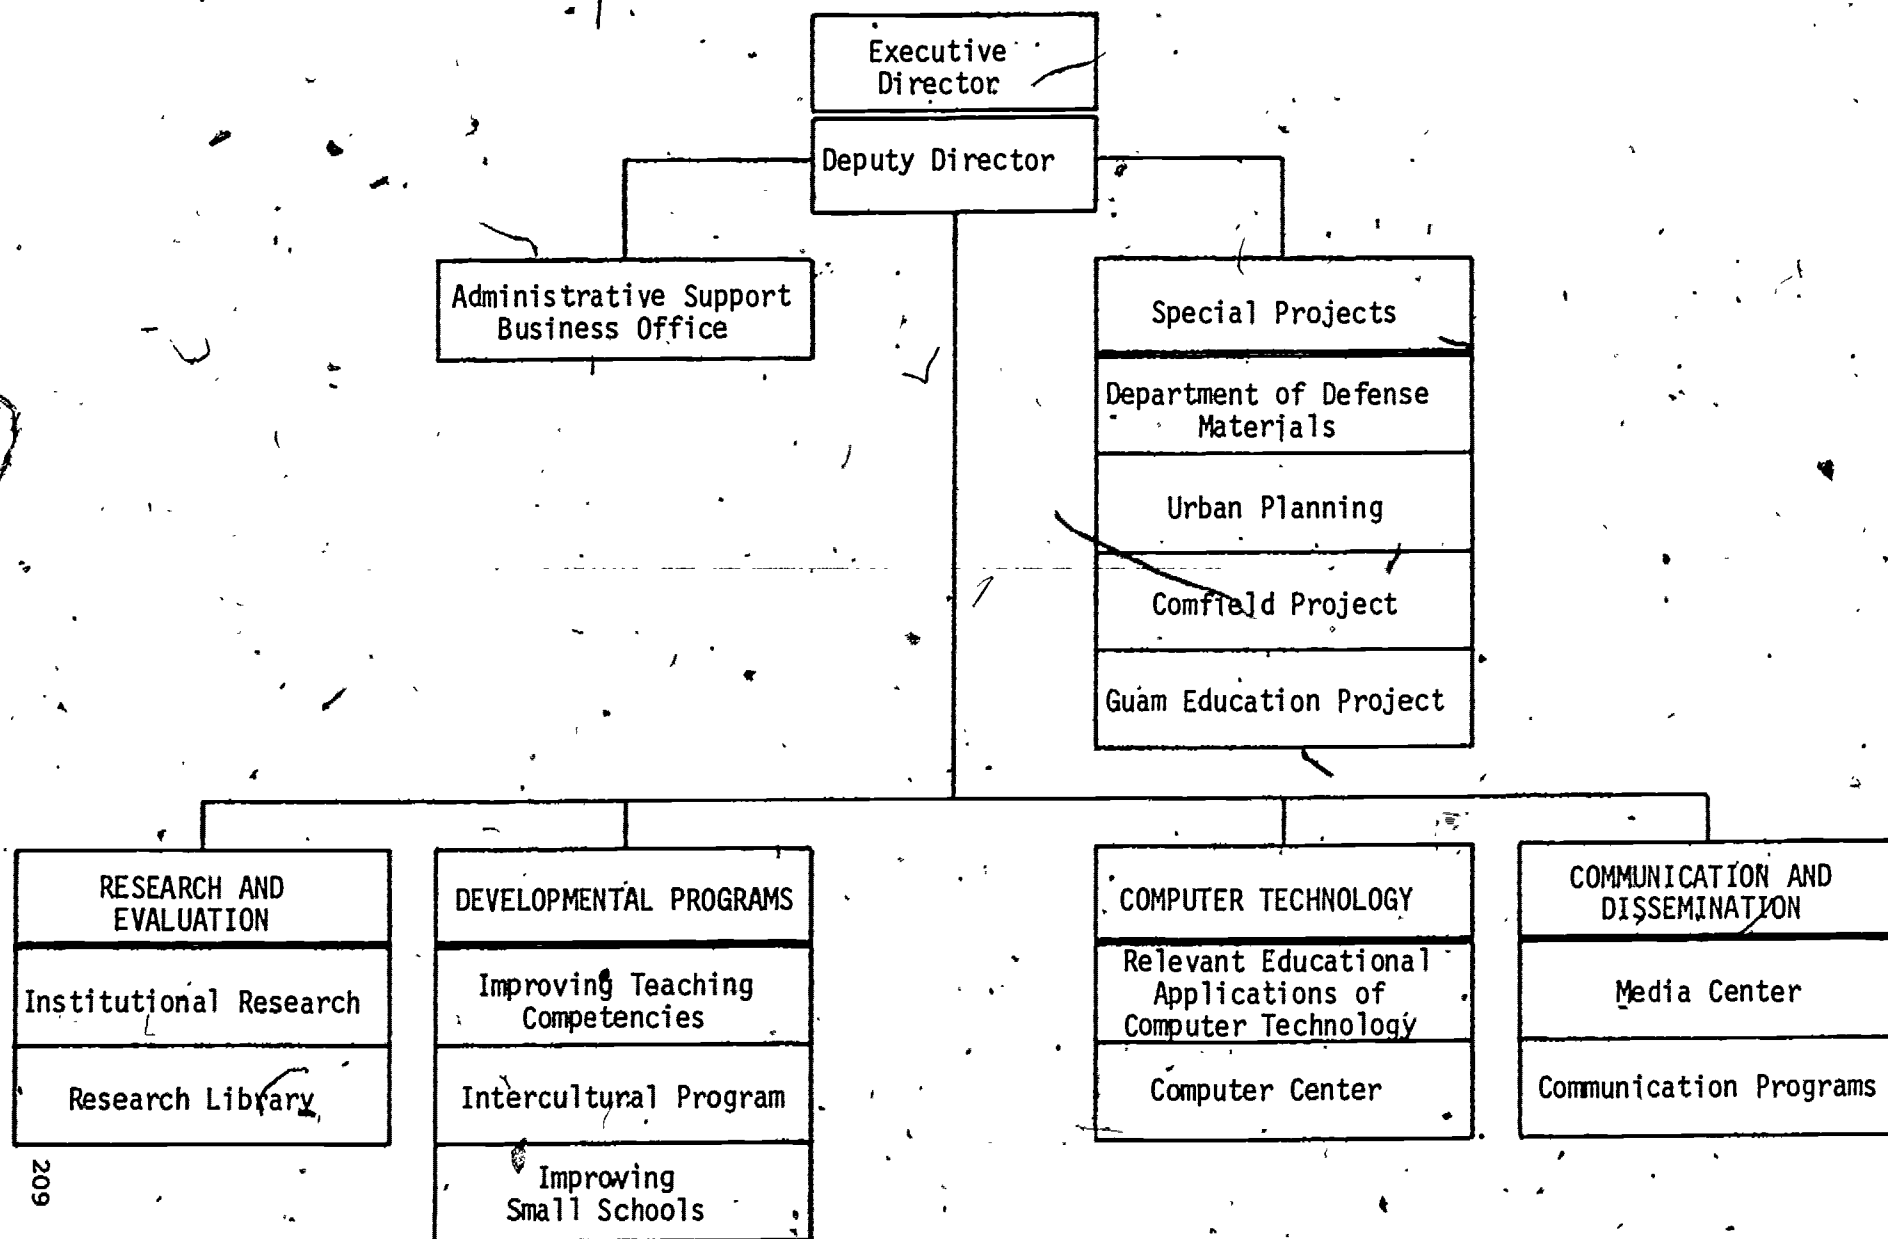 Executive
Director
Deputy Director
Administrative Support
Business Office
Special Projects
Department of Defense
Materials
Urban Planning
Comfield Project
Guam Education Project
RESEARCH AND
EVALUATION
Institutional Research
Research Library
DEVELOPMENTAL PROGRAMS
Improving Teaching
Competencies
Intercultural Program
Improving
Small Schools
COMPUTER TECHNOLOGY
Relevant Educational
Applications of
Computer Technology
Computer Center
COMMUNICATION AND
DISSEMINATION
Media Center
Communication Programs
209